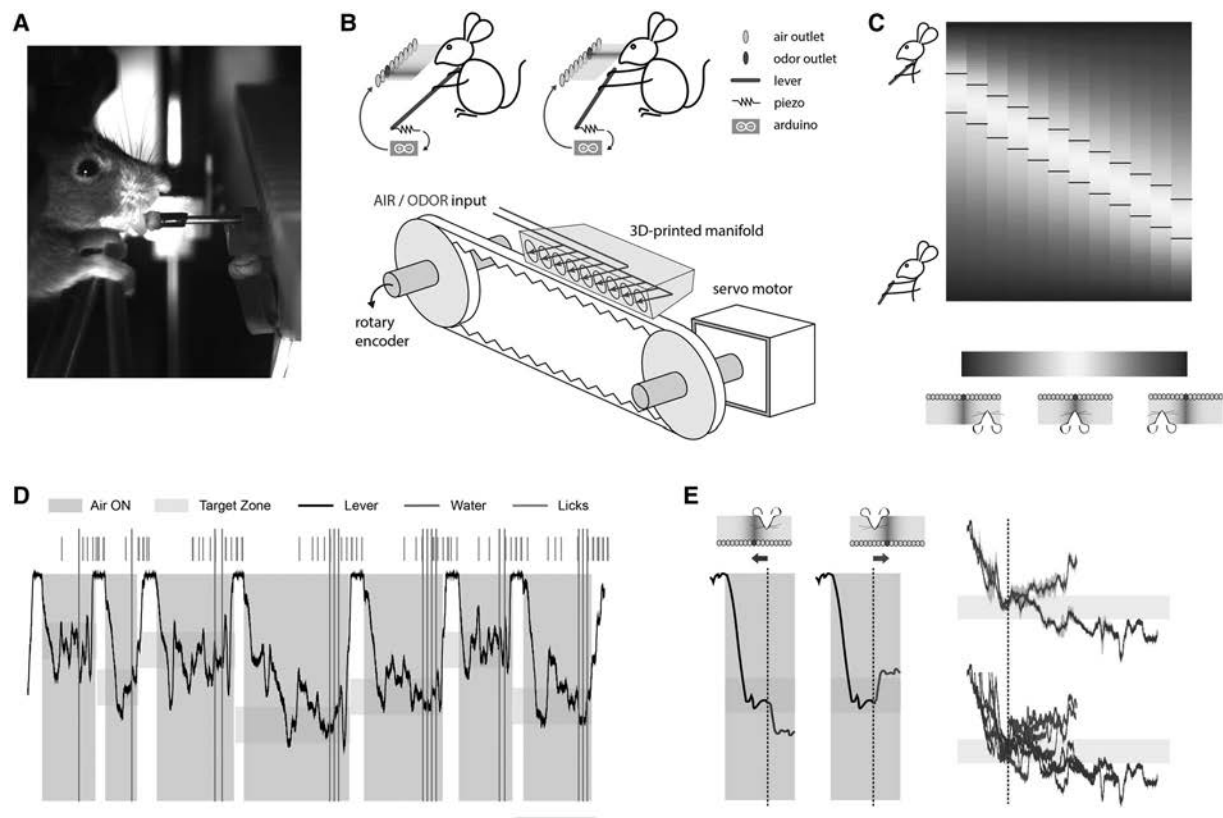 A
B
air outlet
odor outlet
lever
piezo
arduino
AIR / ODOR input
3D-printed manifold
servo motor
rotary
encoder
C
D
Air ON
Target Zone
Lever
Water
Licks
E